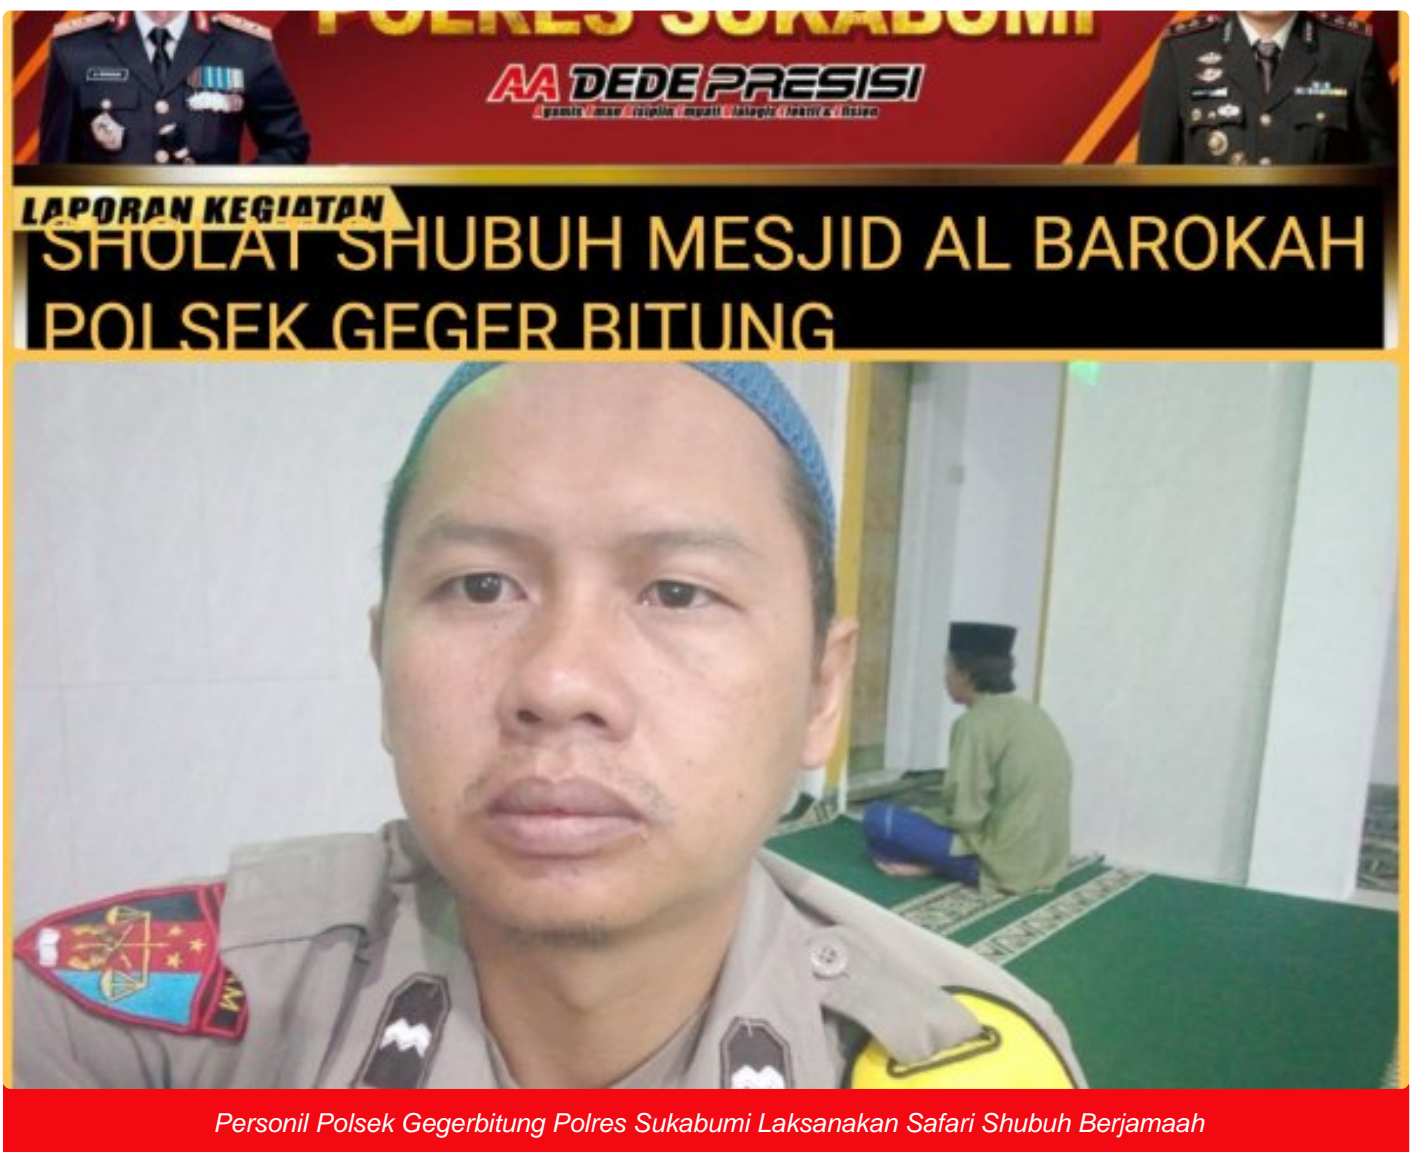 POLRES SUKABUMI
AA DEDE PRESISI
LAPORAN KEGIATAN
SHOLAT SHUBUH MESJID AL BAROKAH
POLSEK GEGER BITUNG
Personil Polsek Gegerbitung Polres Sukabumi Laksanakan Safari Shubuh Berjamaah